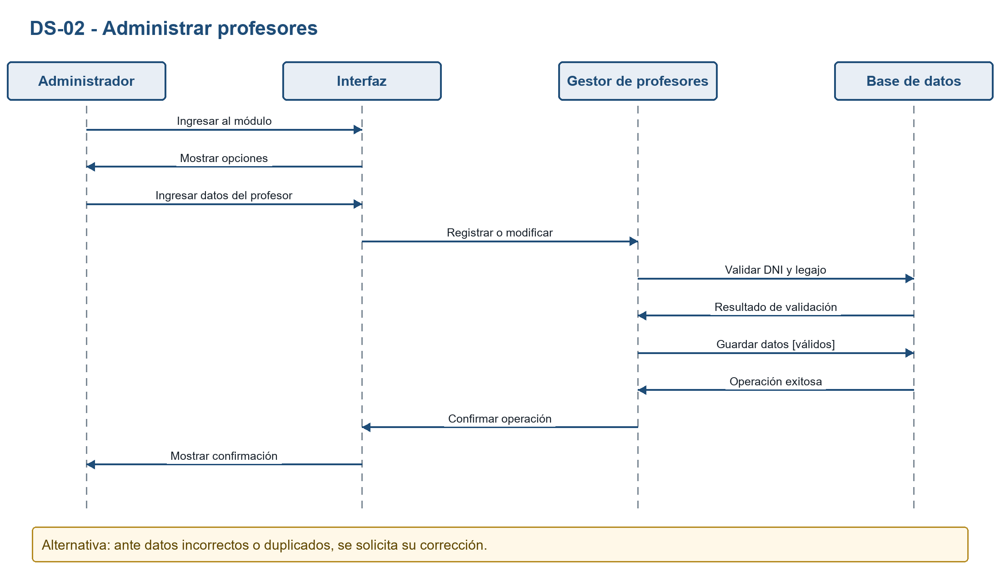 DS-02 - Administrar profesores
Administrador
Interfaz
Gestor de profesores
Base de datos
Ingresar al módulo
Mostrar opciones
Ingresar datos del profesor
Registrar o modificar
Validar DNI y legajo
Resultado de validación
Guardar datos [válidos]
Operación exitosa
Confirmar operación
Mostrar confirmación
Alternativa: ante datos incorrectos o duplicados, se solicita su corrección.